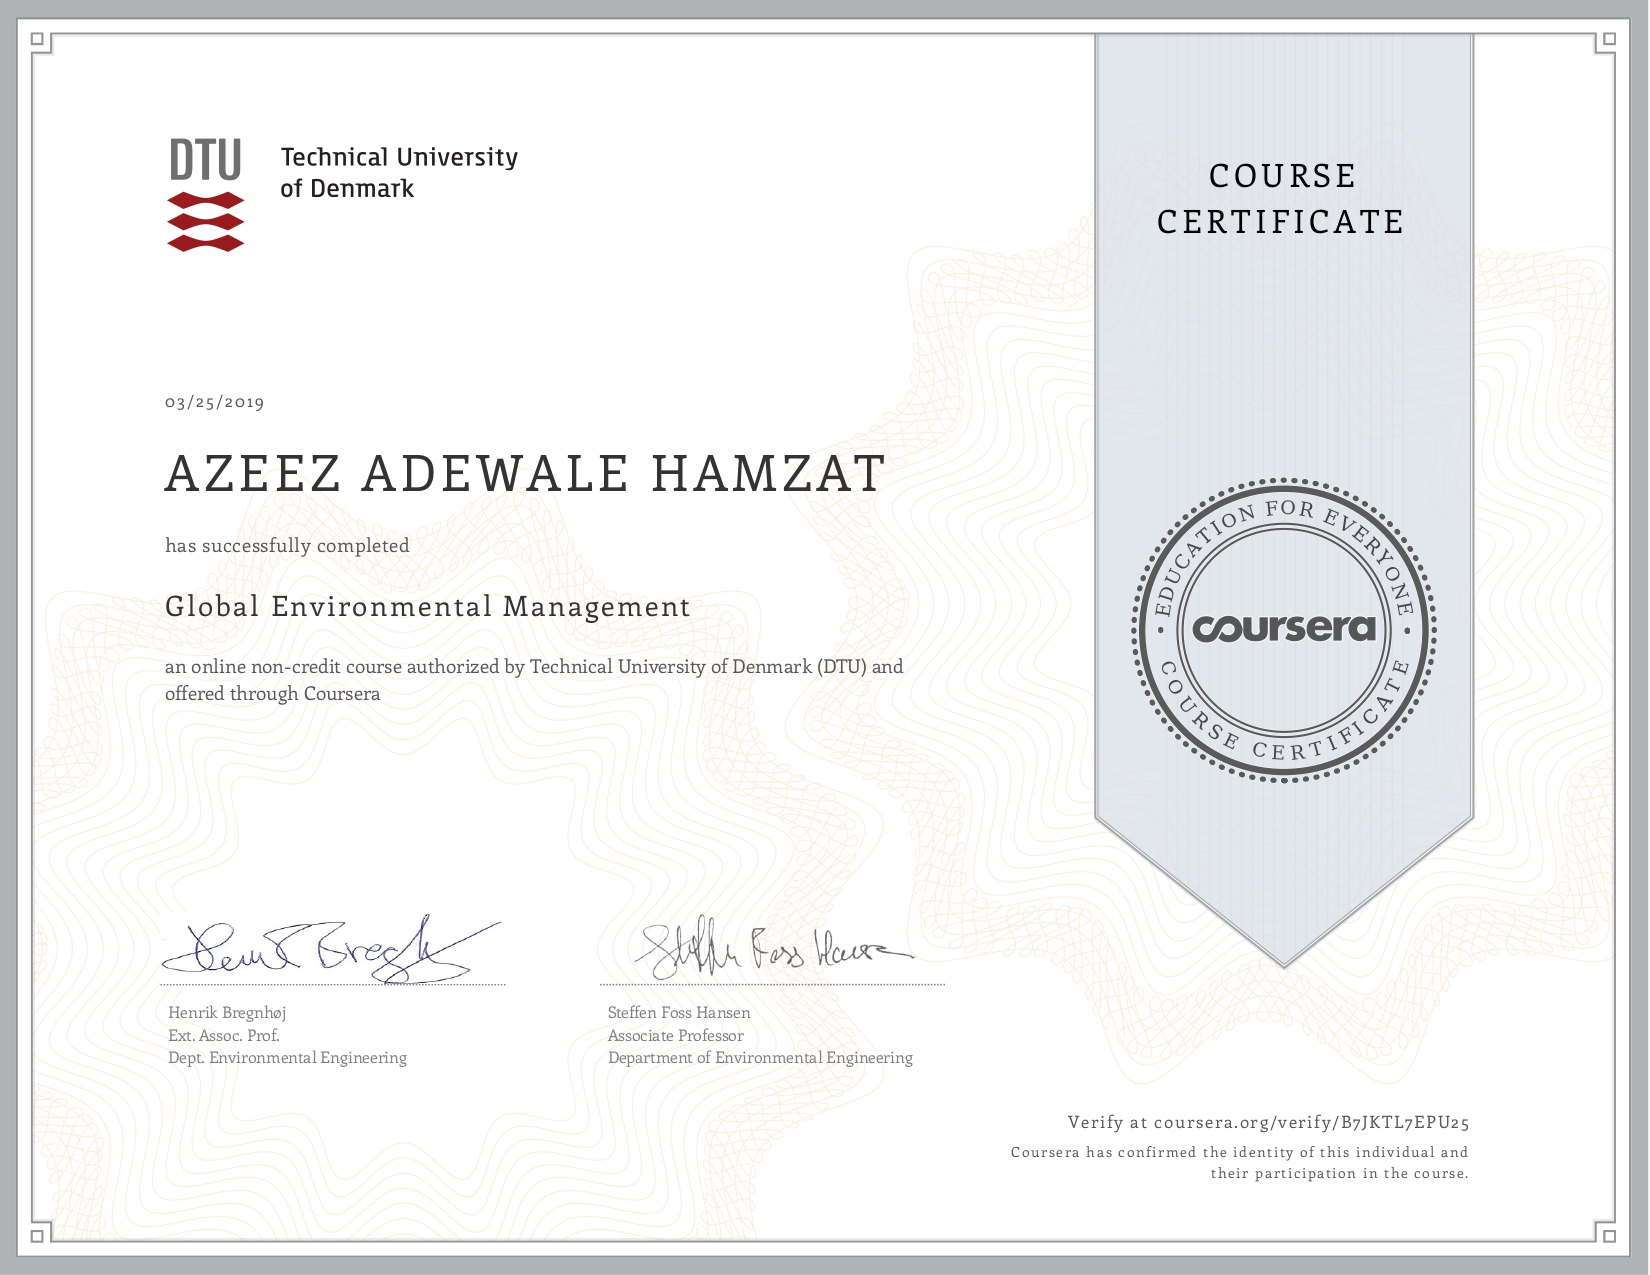 DTU
Technical University
of Denmark
COURSE
CERTIFICATE
03/25/2019
AZEEZ ADEWALE HAMZAT
has successfully completed
Global Environmental Management
an online non-credit course authorized by Technical University of Denmark (DTU) and
offered through Coursera
EDUCATION FOR EVERYONE
coursera
COURSE CERTIFICATE
Steffen Foss Hansen
Henrik Bregnhøj
Ext. Assoc. Prof.
Dept. Environmental Engineering
Steffen Foss Hansen
Associate Professor
Department of Environmental Engineering
Verify at coursera.org/verify/B7JKTL7EPU25
Coursera has confirmed the identity of this individual and
their participation in the course.